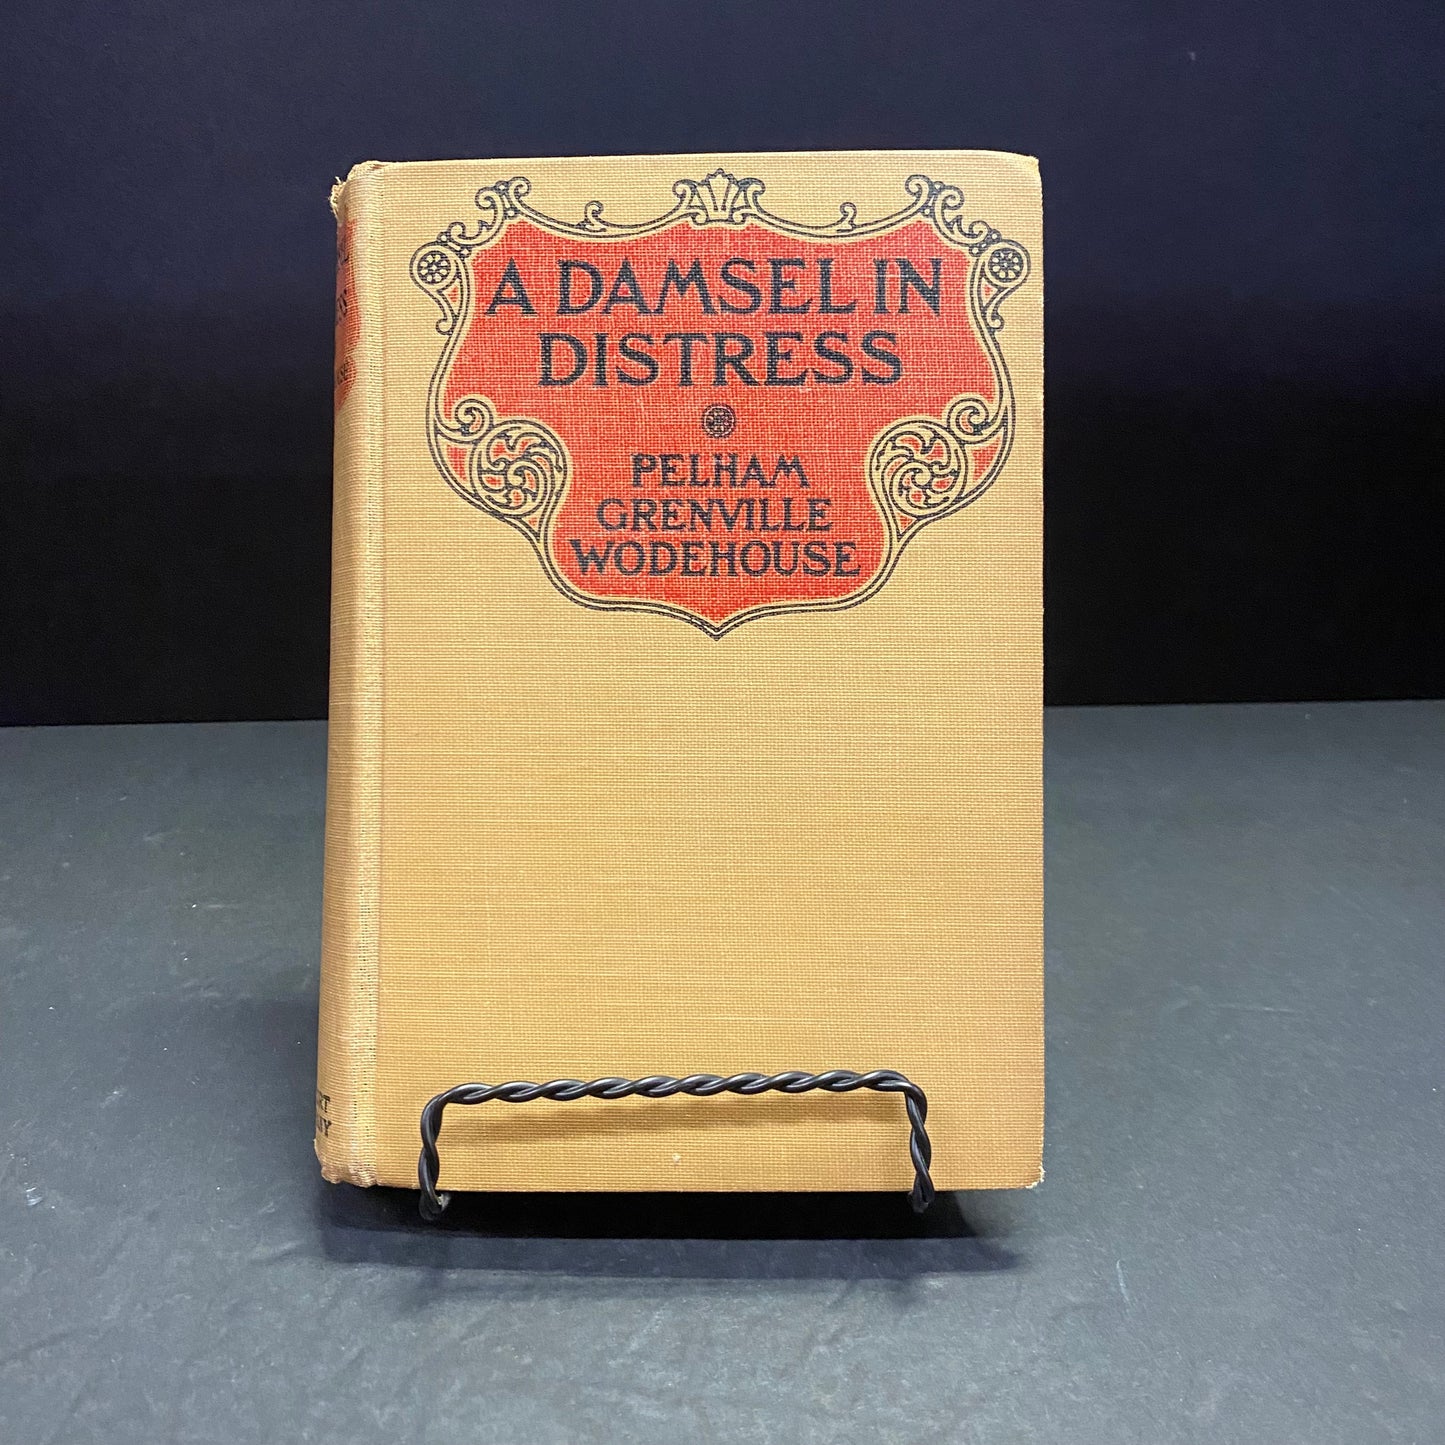 A DAMSEL IN
DISTRESS
PELHAM
GRENVILLE
WODEHOUSE